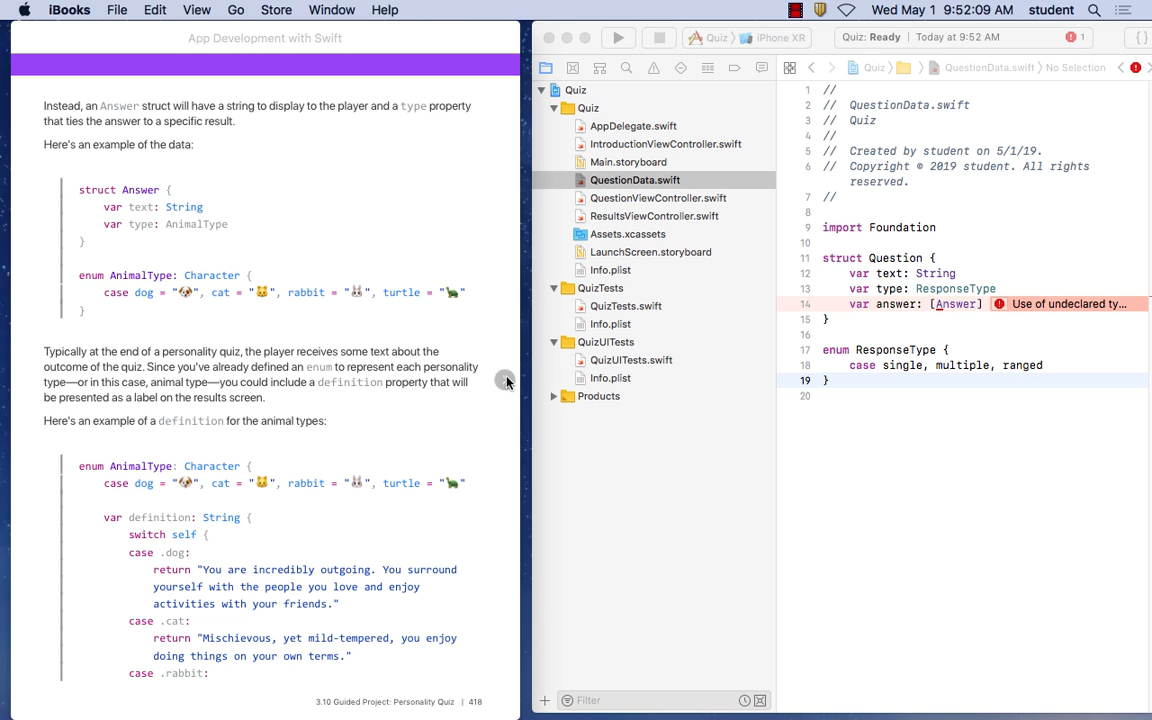 iBooks File Edit View Go Store Window Help Wed May 1 9:52:09 AM student
App Development with Swift
Instead, an Answer struct will have a string to display to the player and a type property
that ties the answer to a specific result.
Here's an example of the data:
struct Answer {
var text: String
var type: AnimalType
}
enum AnimalType: Character {
case dog = "🐶", cat = "🐱", rabbit = "🐰", turtle = "🐢"
}
Typically at the end of a personality quiz, the player receives some text about the
outcome of the quiz. Since you've already defined an enum to represent each personality
type—or in this case, animal type—you could include a definition property that will
be presented as a label on the results screen.
Here's an example of a definition for the animal types:
enum AnimalType: Character {
case dog = "🐶", cat = "🐱", rabbit = "🐰", turtle = "🐢"
var definition: String {
switch self {
case .dog:
return "You are incredibly outgoing. You surround
yourself with the people you love and enjoy
activities with your friends."
case .cat:
return "Mischievous, yet mild-tempered, you enjoy
doing things on your own terms."
case .rabbit:
3.10 Guided Project: Personality Quiz | 418
Quiz iPhone XR
Quiz: Ready | Today at 9:52 AM 1
{}
Quiz
Quiz
AppDelegate.swift
IntroductionViewController.swift
Main.storyboard
QuestionData.swift
QuestionViewController.swift
ResultsViewController.swift
Assets.xcassets
LaunchScreen.storyboard
Info.plist
QuizTests
QuizTests.swift
Info.plist
QuizUITests
QuizUITests.swift
Info.plist
Products
Filter
Quiz QuestionData.swift No Selection
1 //
2 // QuestionData.swift
3 // Quiz
4 //
5 // Created by student on 5/1/19.
6 // Copyright © 2019 student. All rights
reserved.
7 //
8
9 import Foundation
10
11 struct Question {
12 var text: String
13 var type: ResponseType
14 var answer: [Answer] Use of undeclared ty...
15 }
16
17 enum ResponseType {
18 case single, multiple, ranged
19 }
20